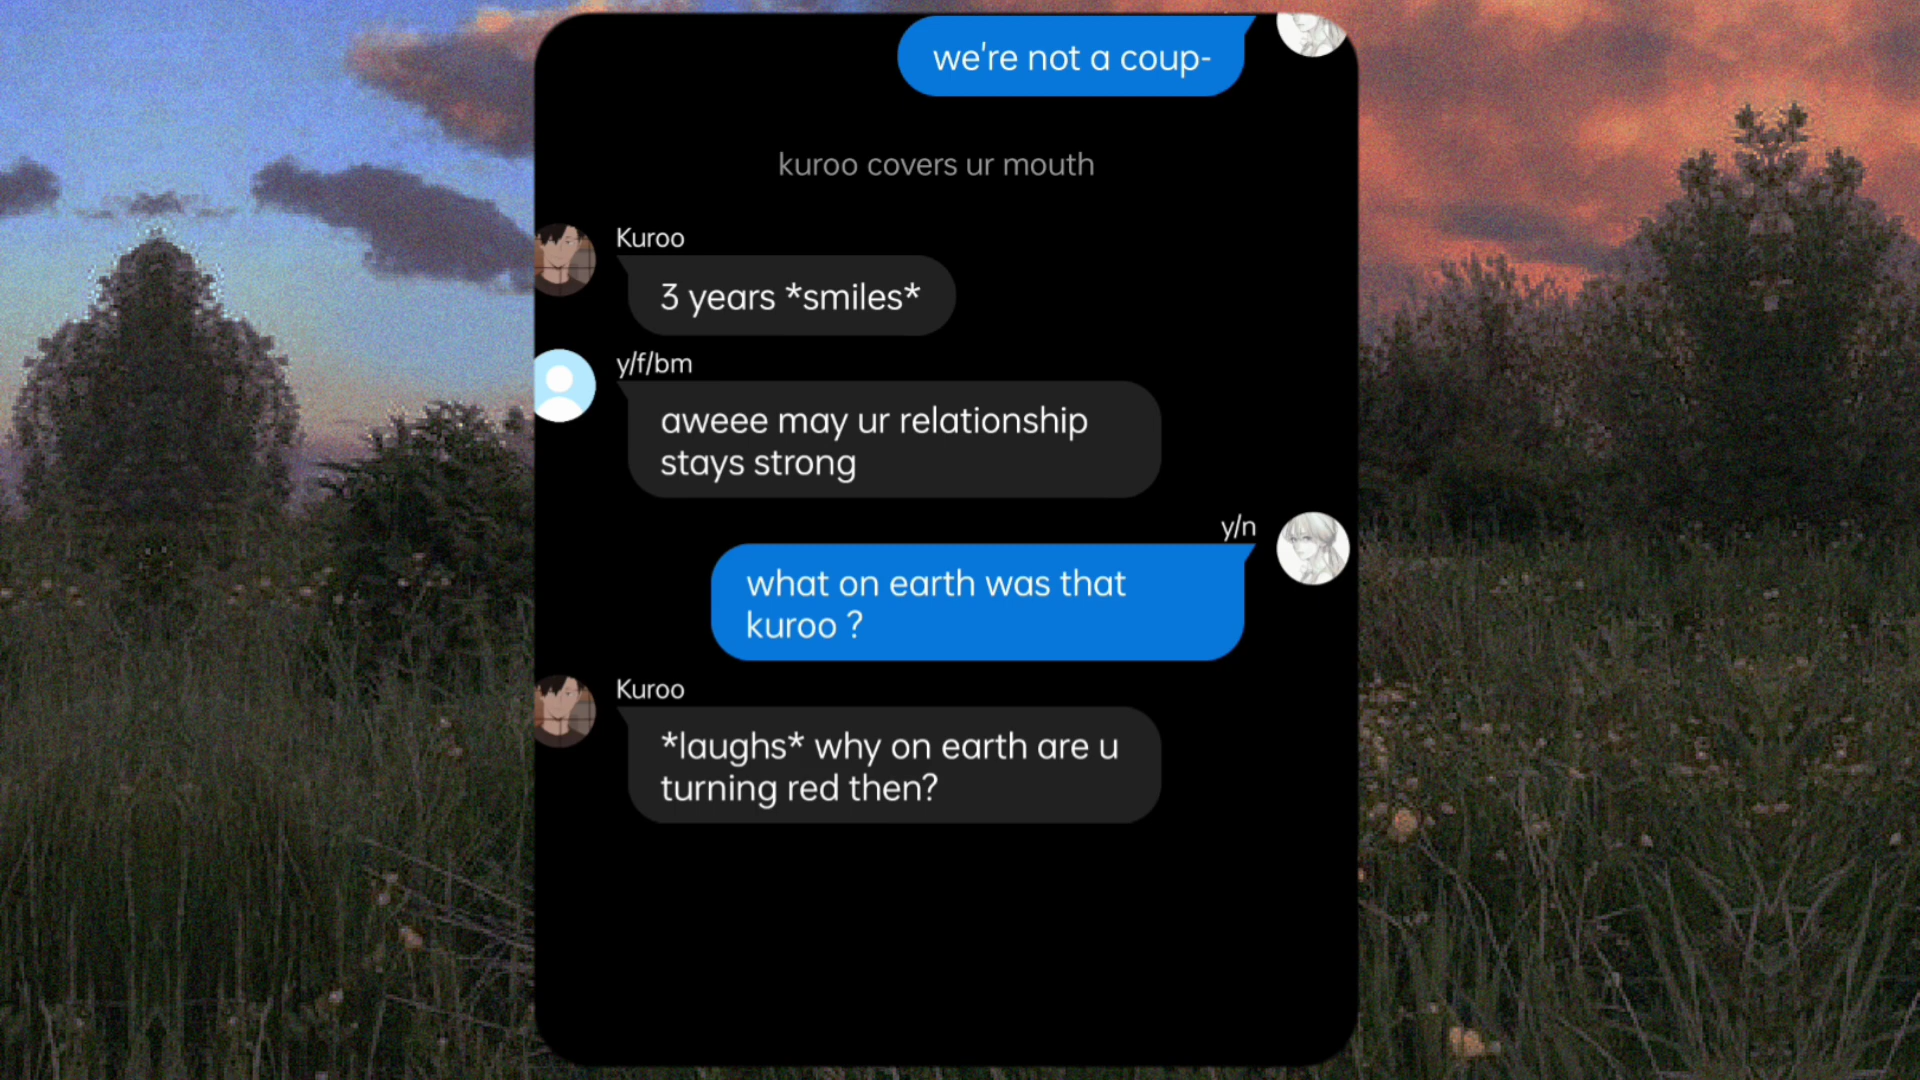 we're not a coup-
kuroo covers ur mouth
Kuroo
3 years *smiles*
y/f/bm
aweee may ur relationship
stays strong
y/n
what on earth was that
kuroo ?
Kuroo
*laughs* why on earth are u
turning red then?